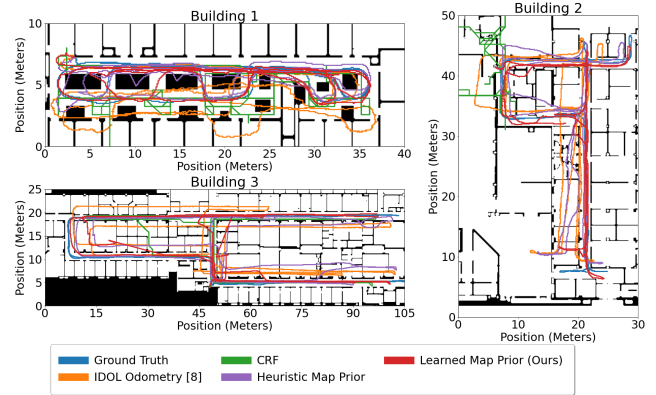 Building 1
10
5
0
Position (Meters)
0 5 10 15 20 25 30 35 40
Position (Meters)
Building 3
25
20
15
10
5
0
Position (Meters)
0 15 30 45 60 75 90 105
Position (Meters)
Building 2
50
40
30
20
10
0
Position (Meters)
0 10 20 30
Position (Meters)
Ground Truth
IDOL Odometry [8]
CRF
Heuristic Map Prior
Learned Map Prior (Ours)